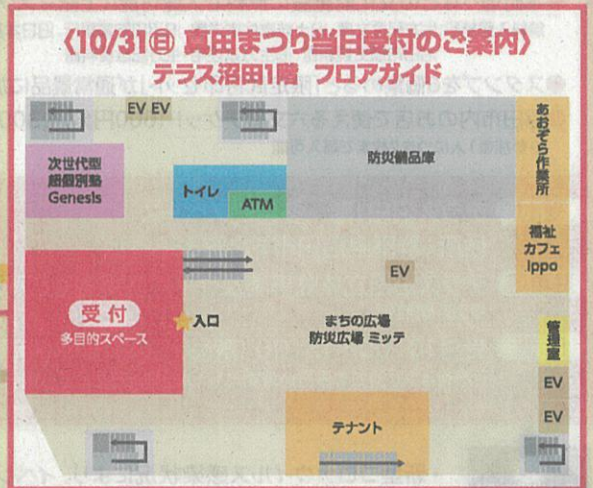 〈10/31㊐ 真田まつり当日受付のご案内〉
テラス沼田1階 フロアガイド
EV EV
次世代型
超個別塾
Genesis
トイレ
ATM
防災備品庫
あおぞら作業所
福祉
カフェ
Ippo
EV
受付
多目的スペース
入口
まちの広場
防災広場 ミッテ
管理室
EV
EV
テナント